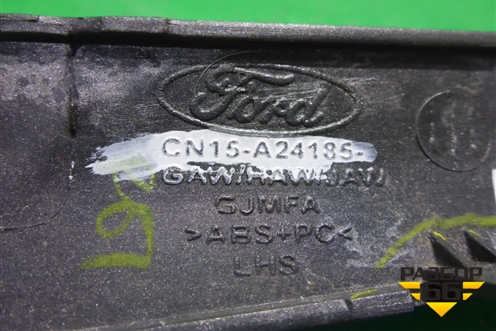 Ford
CN15-A24185-
GAW/HAW/JAW
GJMFA
>ABS+PC<
LHS
РАЗБОР
66